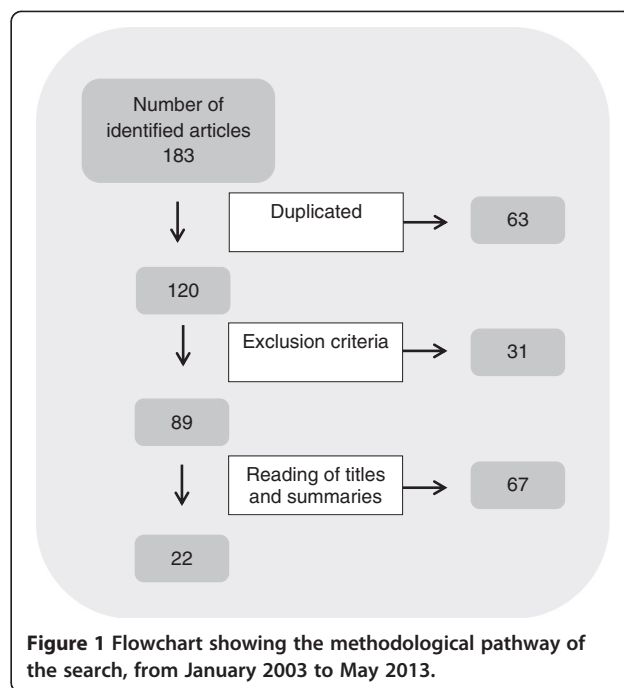 Number of
identified articles
183
Duplicated
63
120
Exclusion criteria
31
89
Reading of titles
and summaries
67
22
Figure 1 Flowchart showing the methodological pathway of
the search, from January 2003 to May 2013.